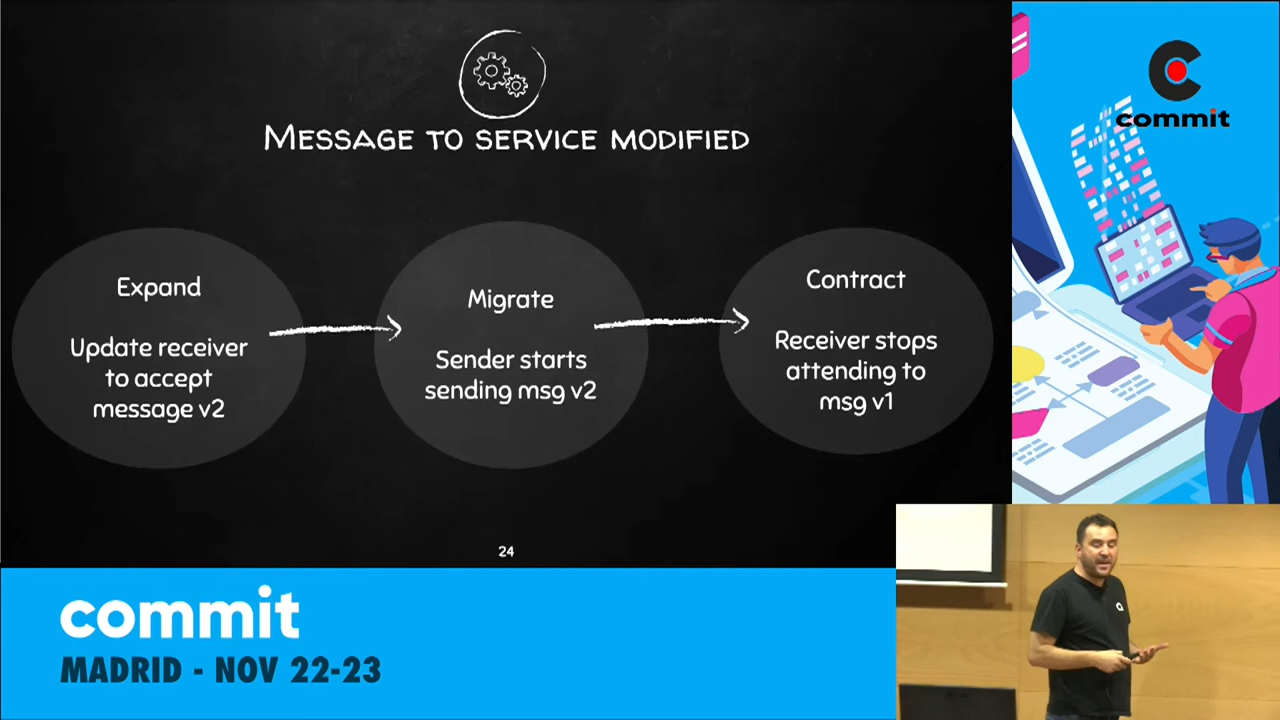 MESSAGE TO SERVICE MODIFIED
Expand
Update receiver
to accept
message v2
Migrate
Sender starts
sending msg v2
Contract
Receiver stops
attending to
msg v1
24
commit
commit
MADRID - NOV 22-23